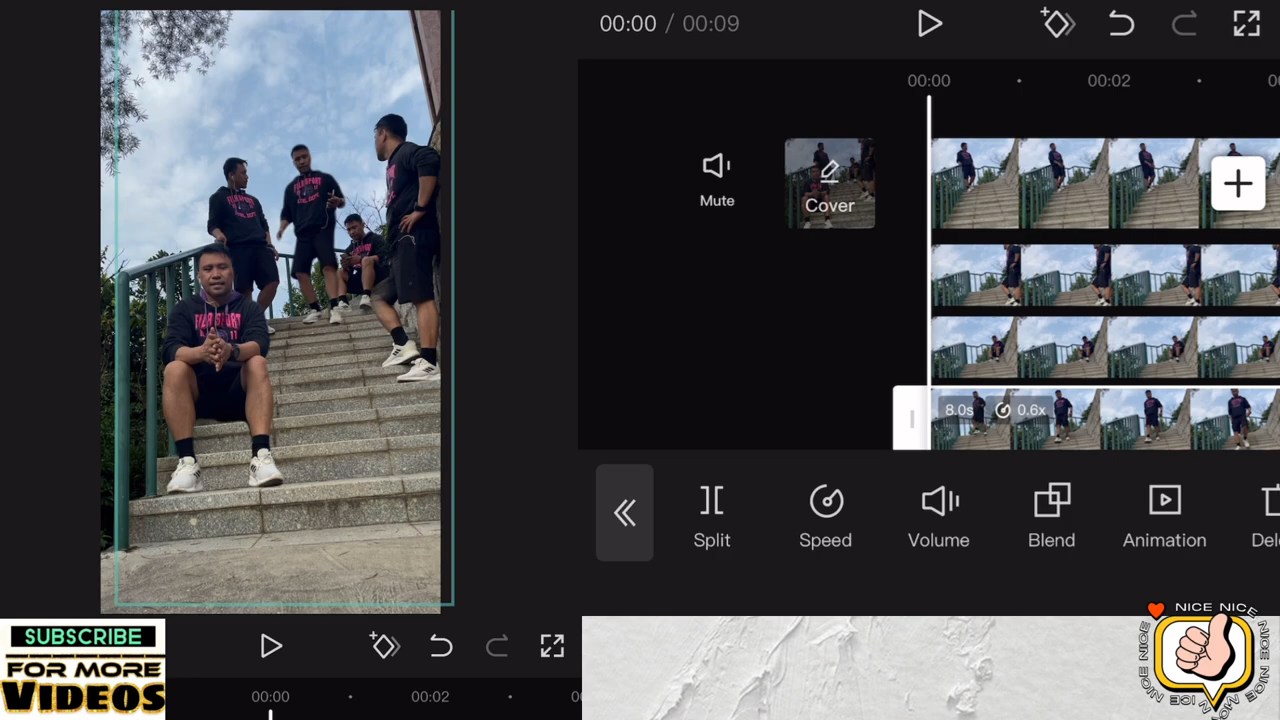 00:00 / 00:09
00:00
00:02
Mute
Cover
8.0s
0.6x
Split
Speed
Volume
Blend
Animation
SUBSCRIBE
FOR MORE
VIDEOS
00:00
00:02
NICE NICE